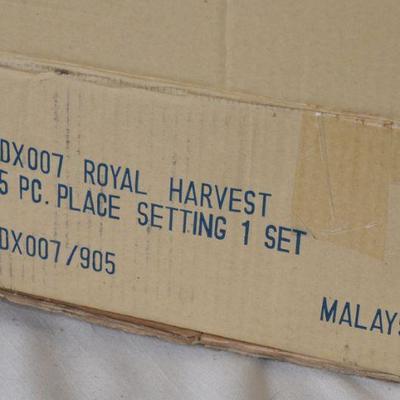 DX007 ROYAL HARVEST
5 PC. PLACE SETTING 1 SET
DX007/905
MALAYS